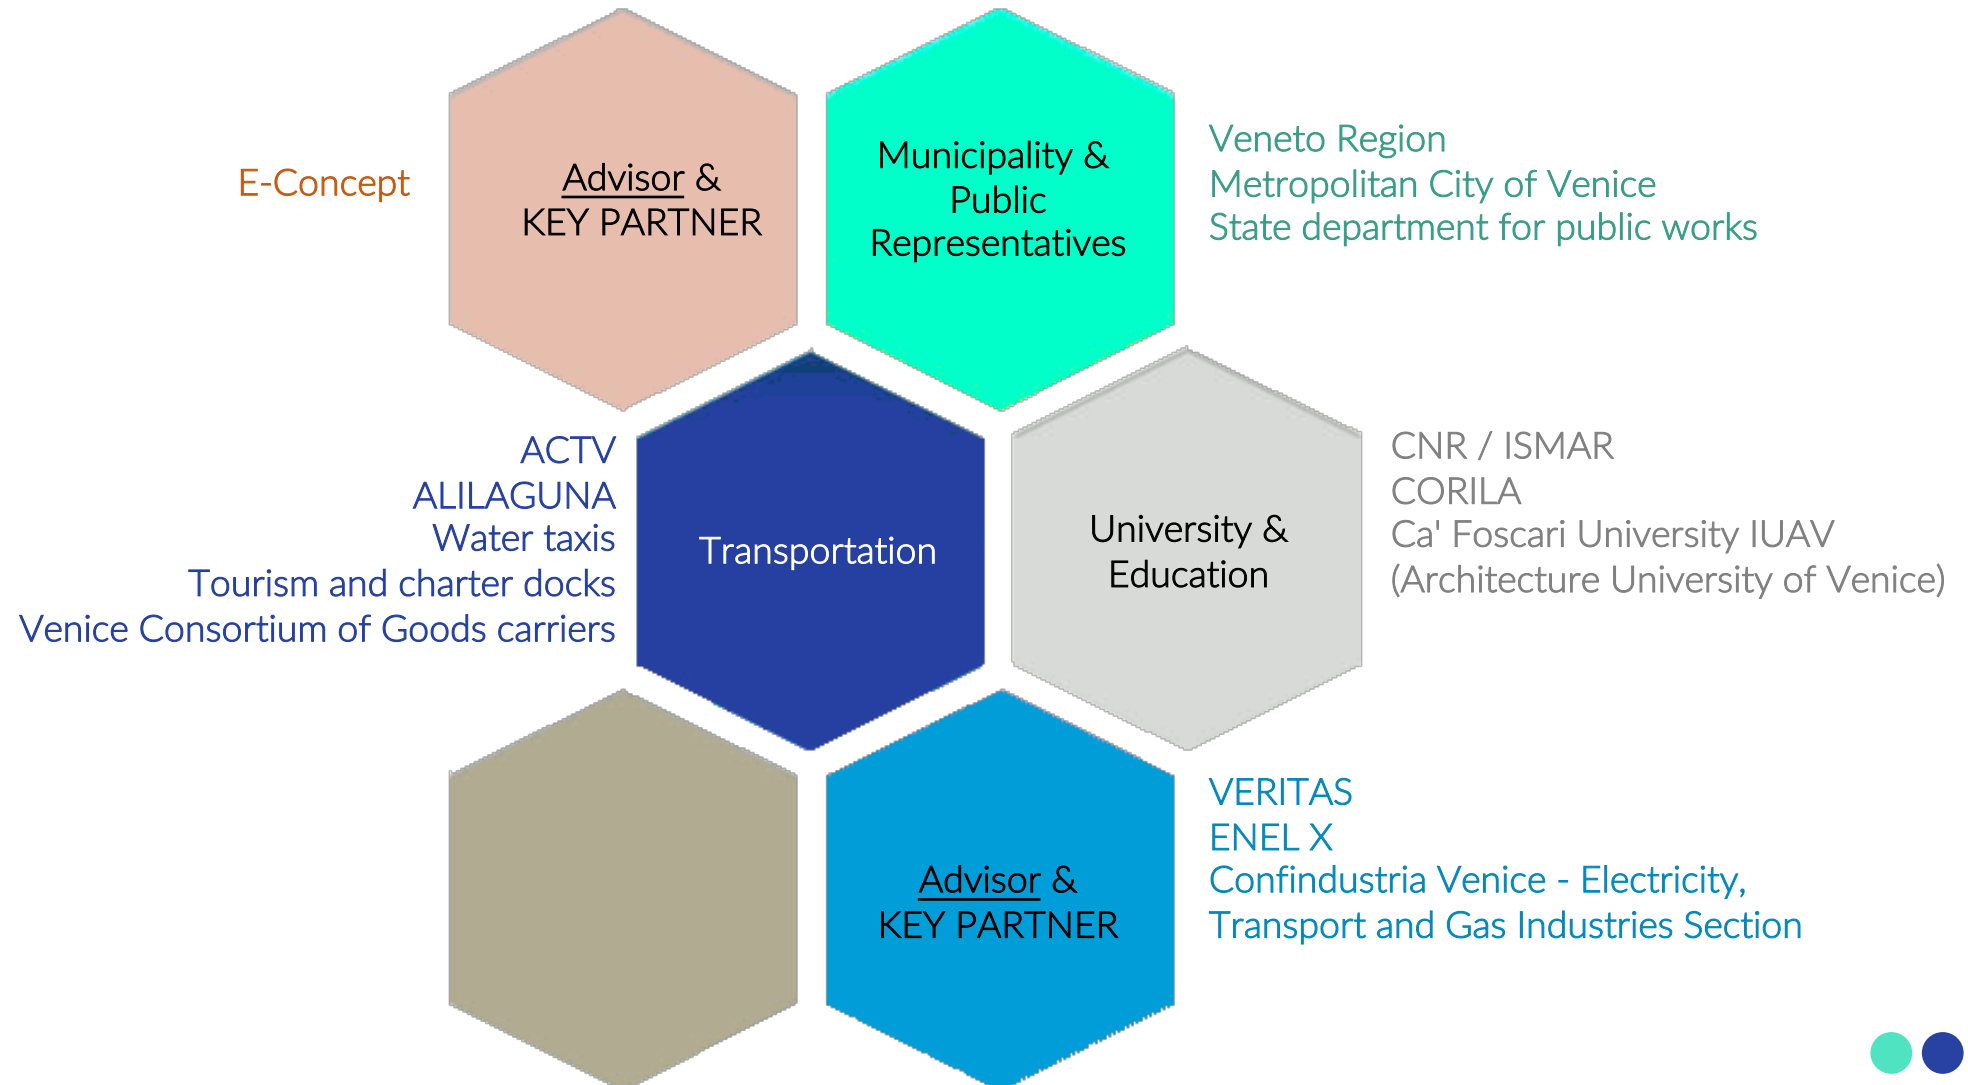 E-Concept
Advisor &
KEY PARTNER
Municipality &
Public
Representatives
Veneto Region
Metropolitan City of Venice
State department for public works
ACTV
ALILAGUNA
Water taxis
Tourism and charter docks
Venice Consortium of Goods carriers
Transportation
University &
Education
CNR / ISMAR
CORILA
Ca' Foscari University IUAV
(Architecture University of Venice)
Advisor &
KEY PARTNER
VERITAS
ENEL X
Confindustria Venice - Electricity,
Transport and Gas Industries Section